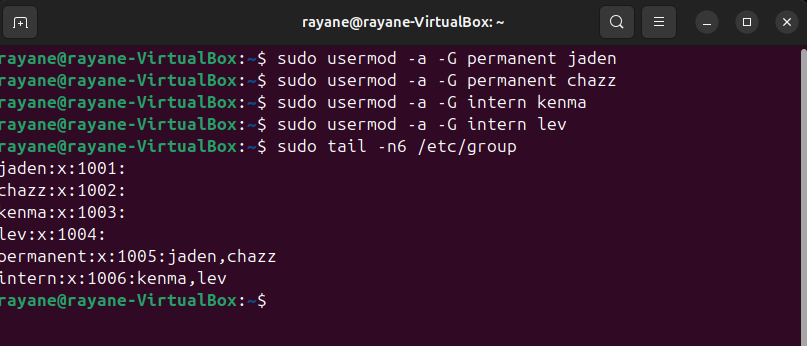 rayane@rayane-VirtualBox: ~
rayane@rayane-VirtualBox:~$ sudo usermod -a -G permanent jaden
rayane@rayane-VirtualBox:~$ sudo usermod -a -G permanent chazz
rayane@rayane-VirtualBox:~$ sudo usermod -a -G intern kenma
rayane@rayane-VirtualBox:~$ sudo usermod -a -G intern lev
rayane@rayane-VirtualBox:~$ sudo tail -n6 /etc/group
jaden:x:1001:
chazz:x:1002:
kenma:x:1003:
lev:x:1004:
permanent:x:1005:jaden,chazz
intern:x:1006:kenma,lev
rayane@rayane-VirtualBox:~$